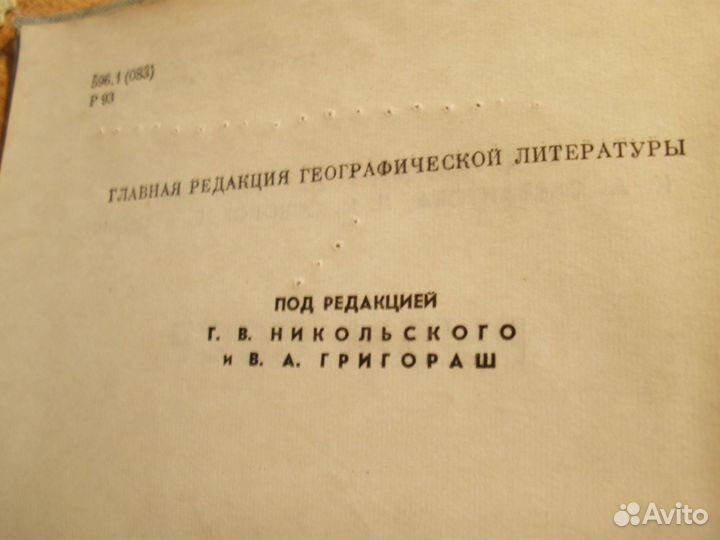 596.1(083)
Р 93
ГЛАВНАЯ РЕДАКЦИЯ ГЕОГРАФИЧЕСКОЙ ЛИТЕРАТУРЫ
ПОД РЕДАКЦИЕЙ
Г. В. НИКОЛЬСКОГО
и В. А. ГРИГОРАШ
Avito